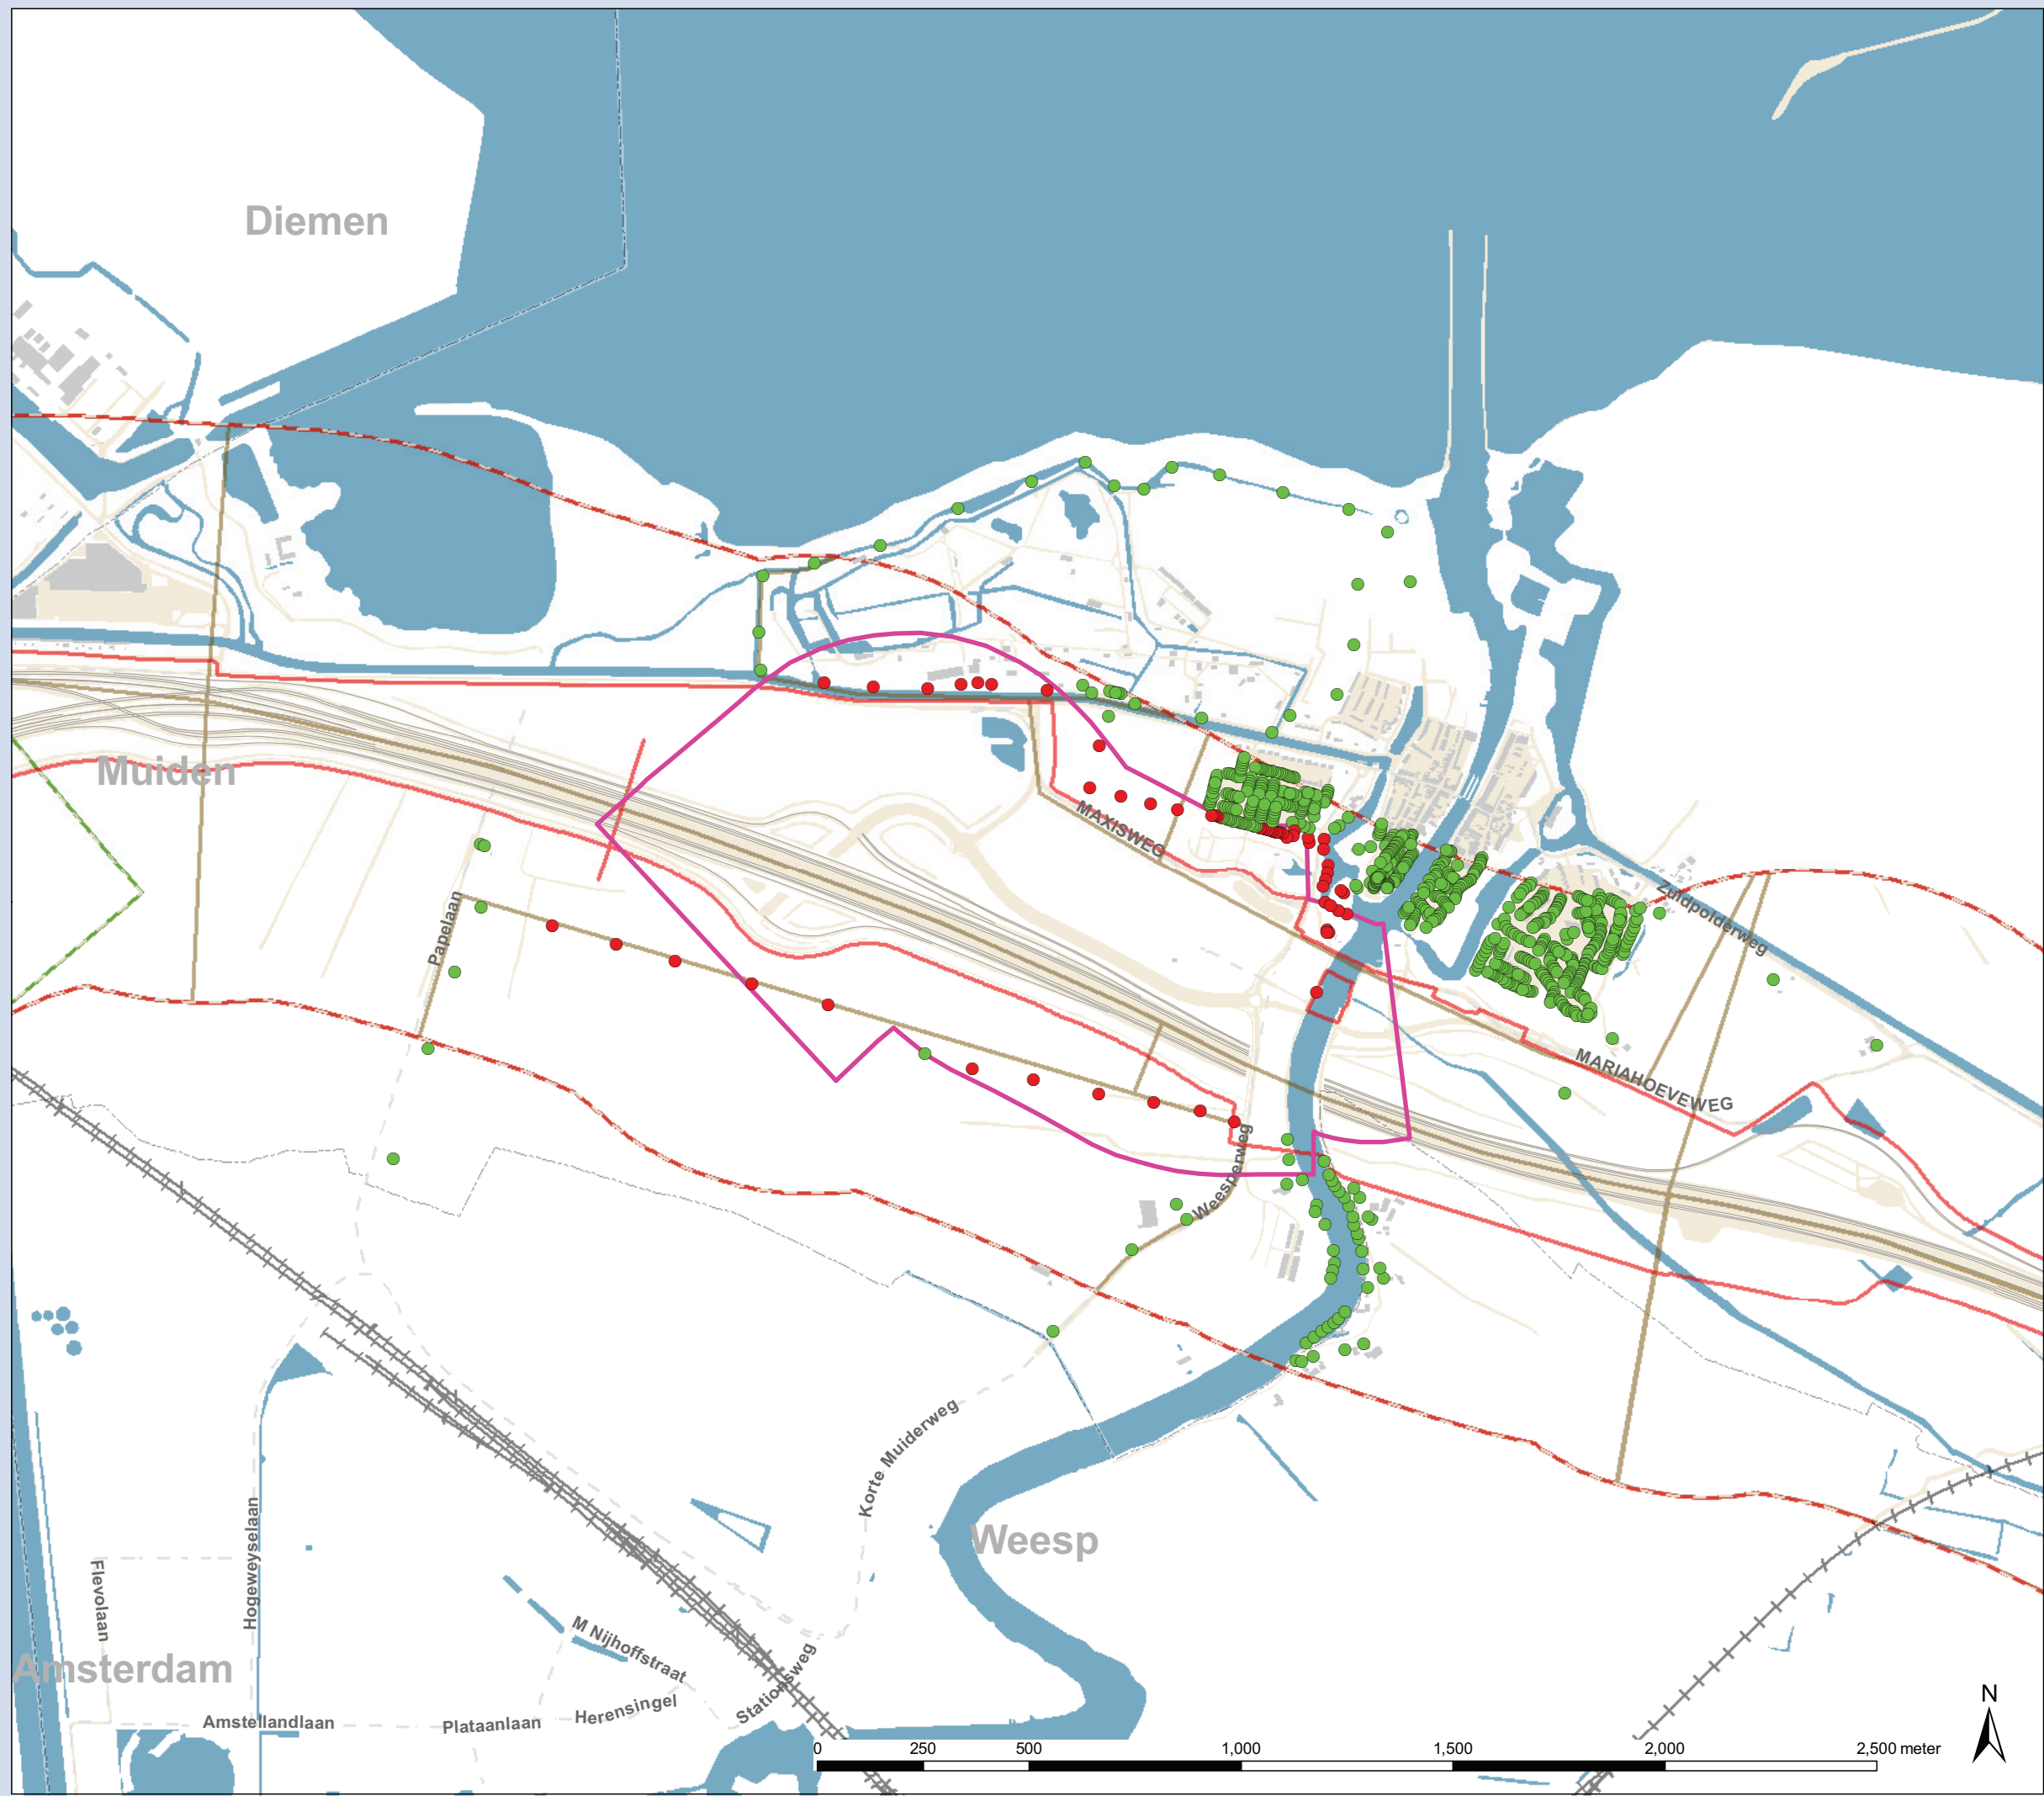 Diemen
Muiden
MAXISWEG
Papelaan
Zuidpolderweg
MARIAHOEVEWEG
Weesperweg
Korte Muiderweg
Weesp
Hogeweyselaan
Flevolaan
M Nijhoffstraat
Stationsweg
Amsterdam
Herensingel
Amstellandlaan
Plataanlaan
N
0 250 500 1,000 1,500 2,000 2,500 meter